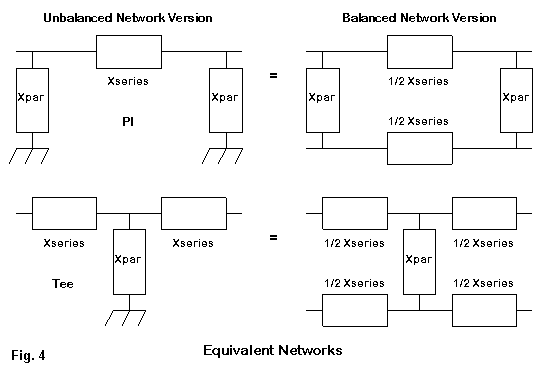 Unbalanced Network Version
Balanced Network Version
Xseries
Xpar
Xpar
PI
=
1/2 Xseries
Xpar
Xpar
1/2 Xseries
Xseries
Xseries
Xpar
Tee
=
1/2 Xseries
1/2 Xseries
Xpar
1/2 Xseries
1/2 Xseries
Fig. 4
Equivalent Networks